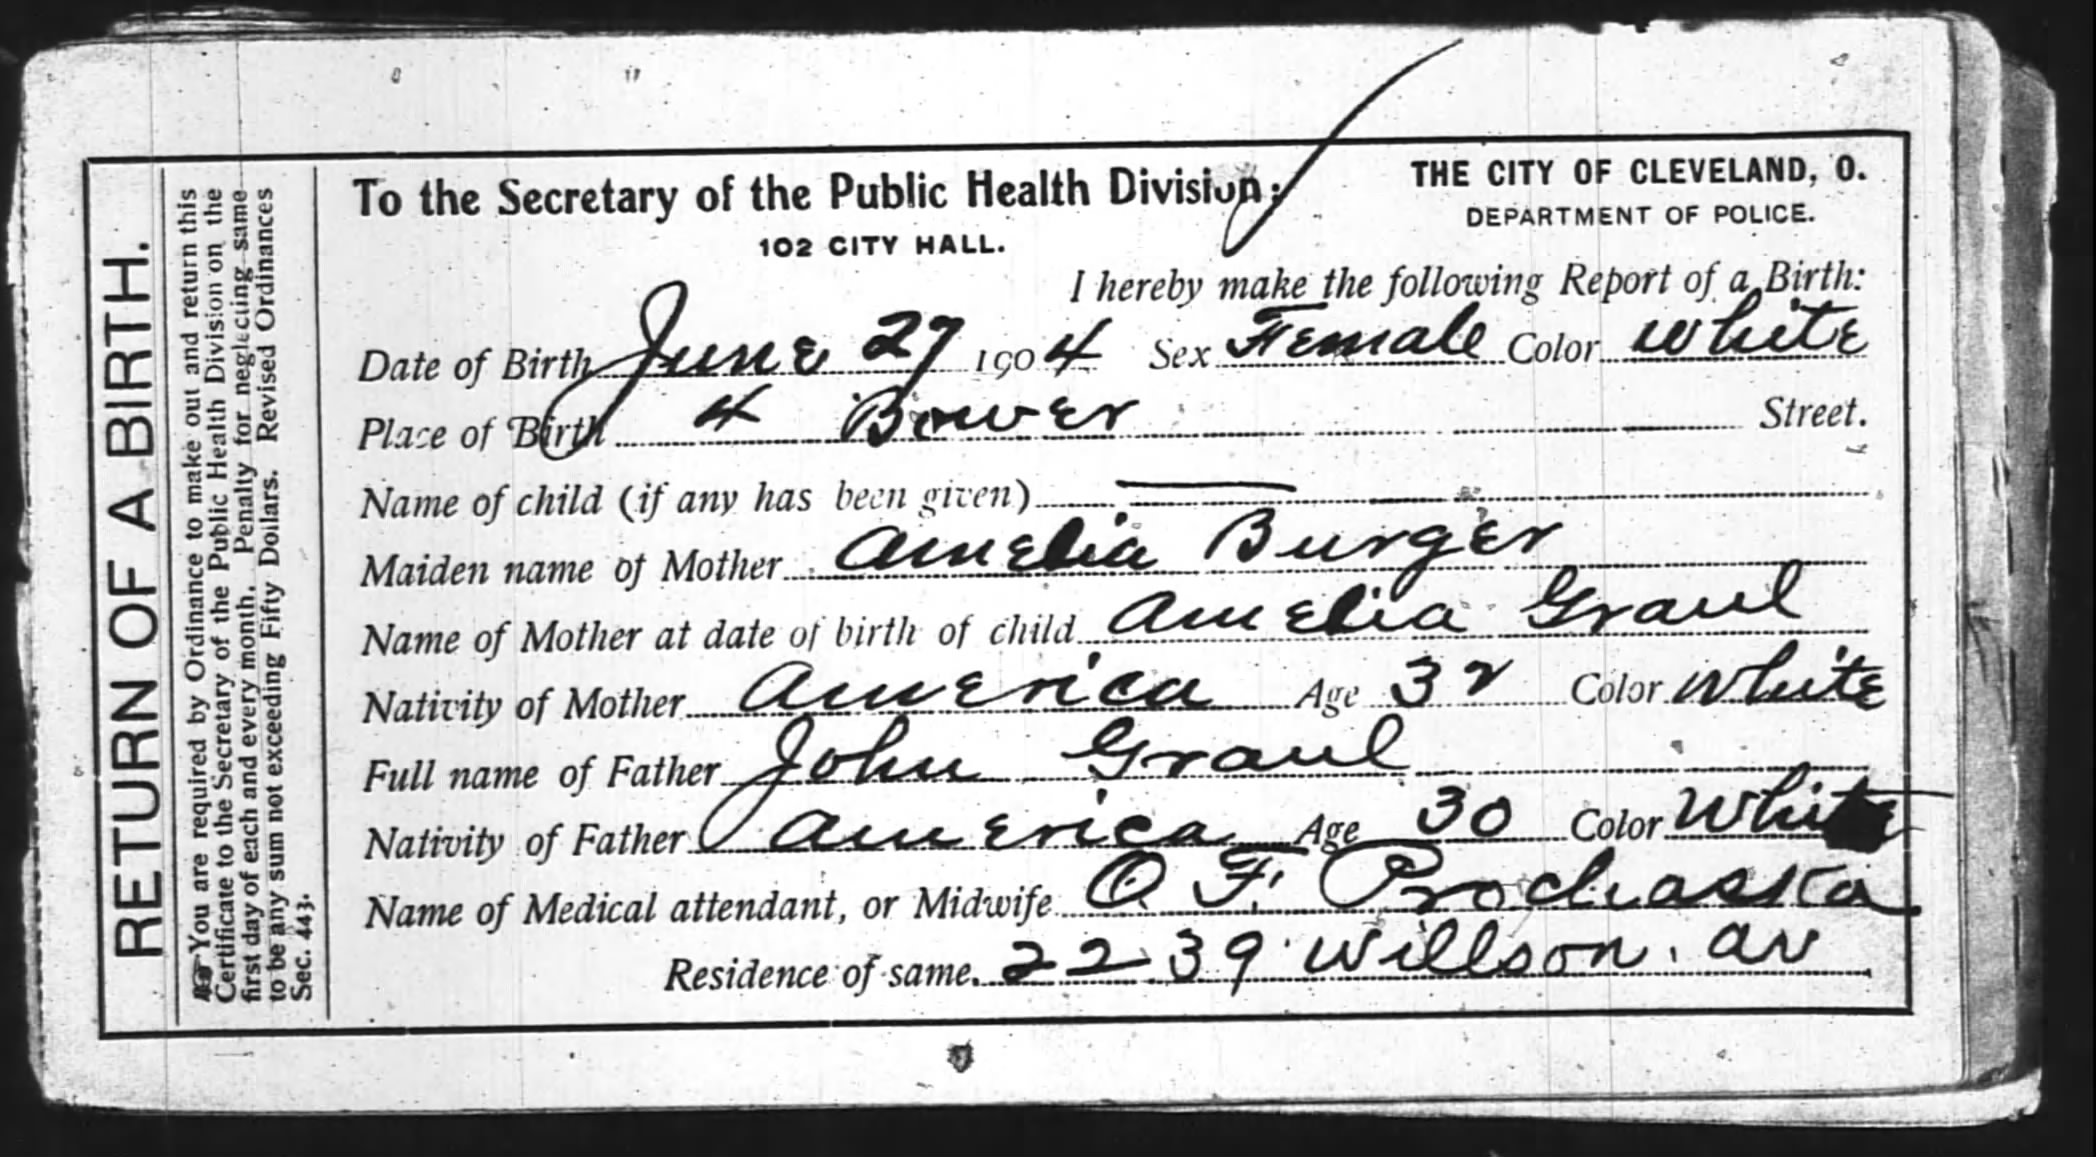 RETURN OF A BIRTH.
You are required by Ordinance to make out and return this
Certificate to the Secretary of the Public Health Division on the
first day of each and every month. Penalty for neglecting same
to be any sum not exceeding Fifty Dollars. Revised Ordinances
Sec. 443.
To the Secretary of the Public Health Division:
102 CITY HALL.
THE CITY OF CLEVELAND, O.
DEPARTMENT OF POLICE.
I hereby make the following Report of a Birth:
Date of Birth June 27 1904 Sex Female Color White
Place of Birth 4 Bower Street.
Name of child (if any has been given) —
Maiden name of Mother Amelia Burger
Name of Mother at date of birth of child Amelia Graul
Nativity of Mother America Age 32 Color White
Full name of Father John Graul
Nativity of Father America Age 30 Color White
Name of Medical attendant, or Midwife O. F. Prochaska
Residence of same. 2239 Willson. av